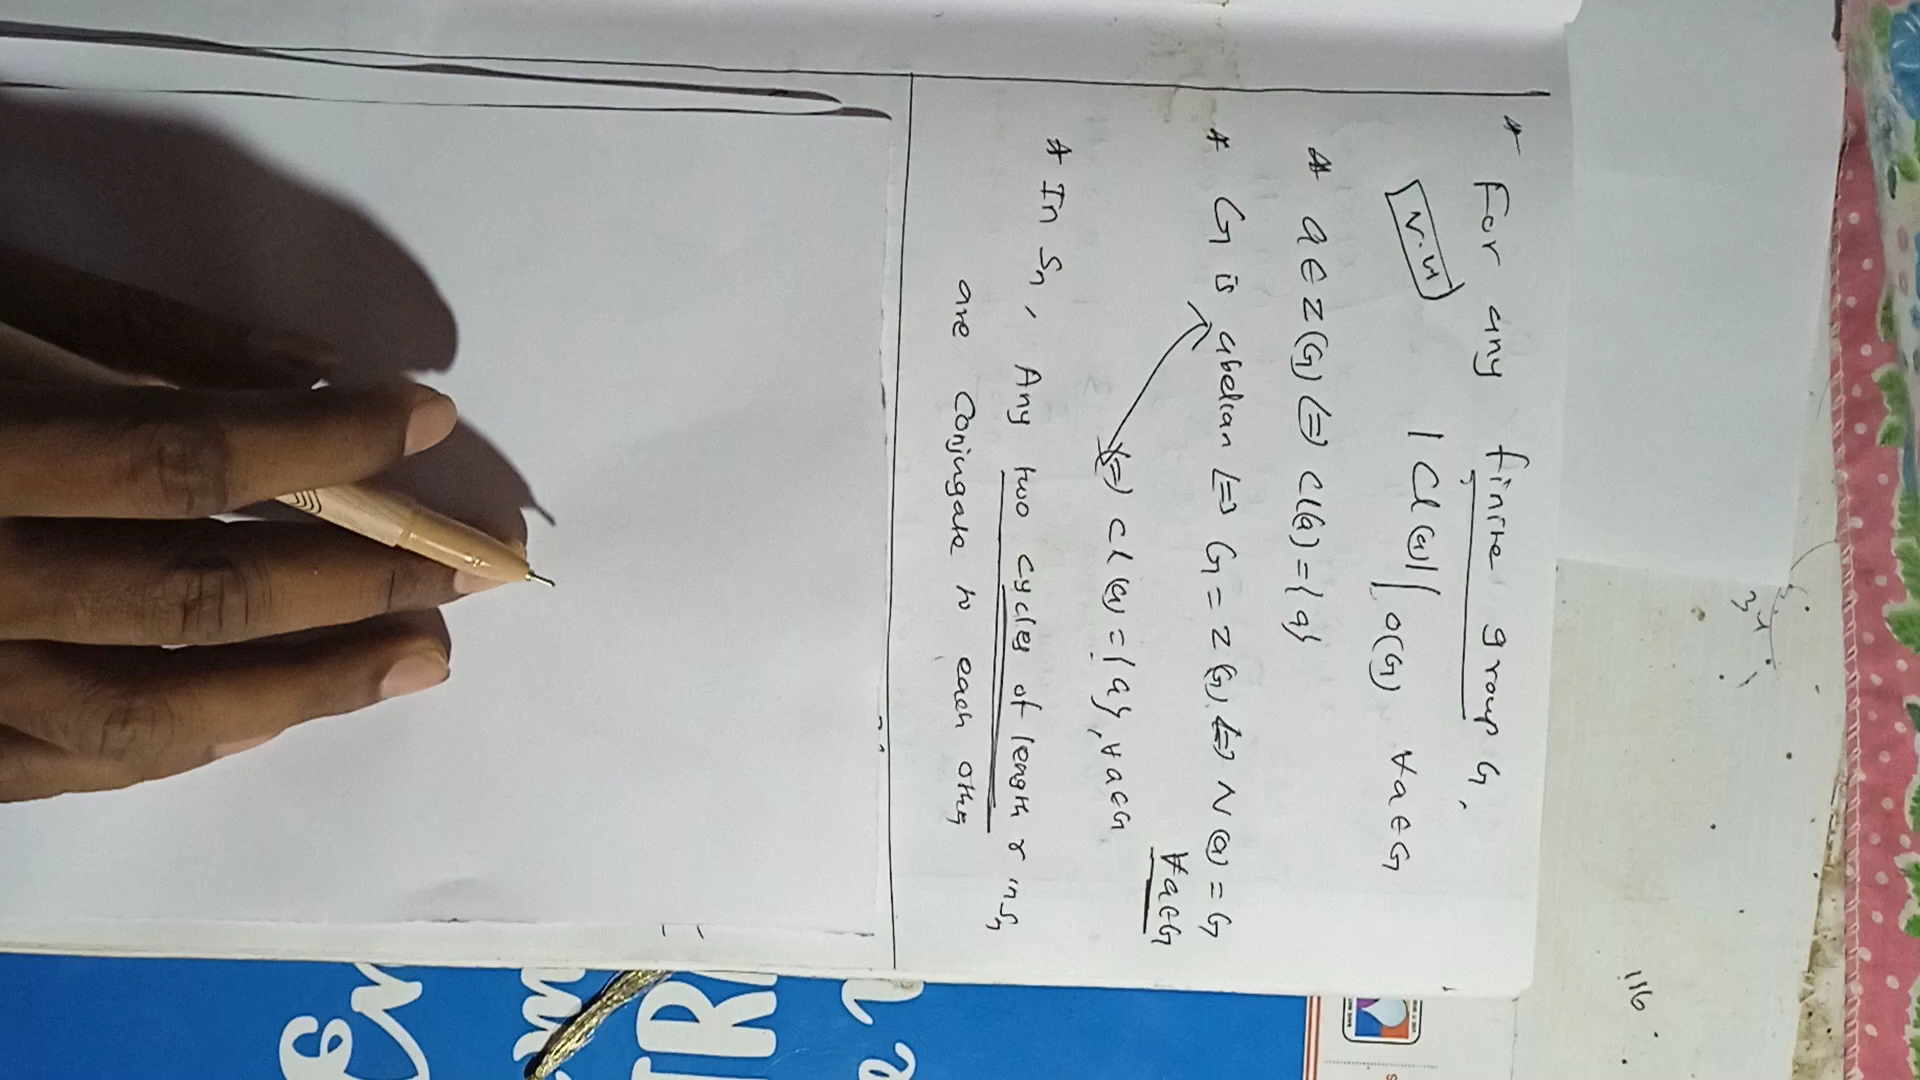 * For any finite group G,
V.V | Cl(a) | | O(G) ∀ a ∈ G
* a ∈ Z(G) ⇔ Cl(a) = {a}
* G is abelian ⇔ G = Z(G) ⇔ N(a) = G
∀ a ∈ G
⇔ Cl(a) = {a}, ∀ a ∈ G
* In Sn, Any two cycles of length r in Sn
are conjugate to each other
116